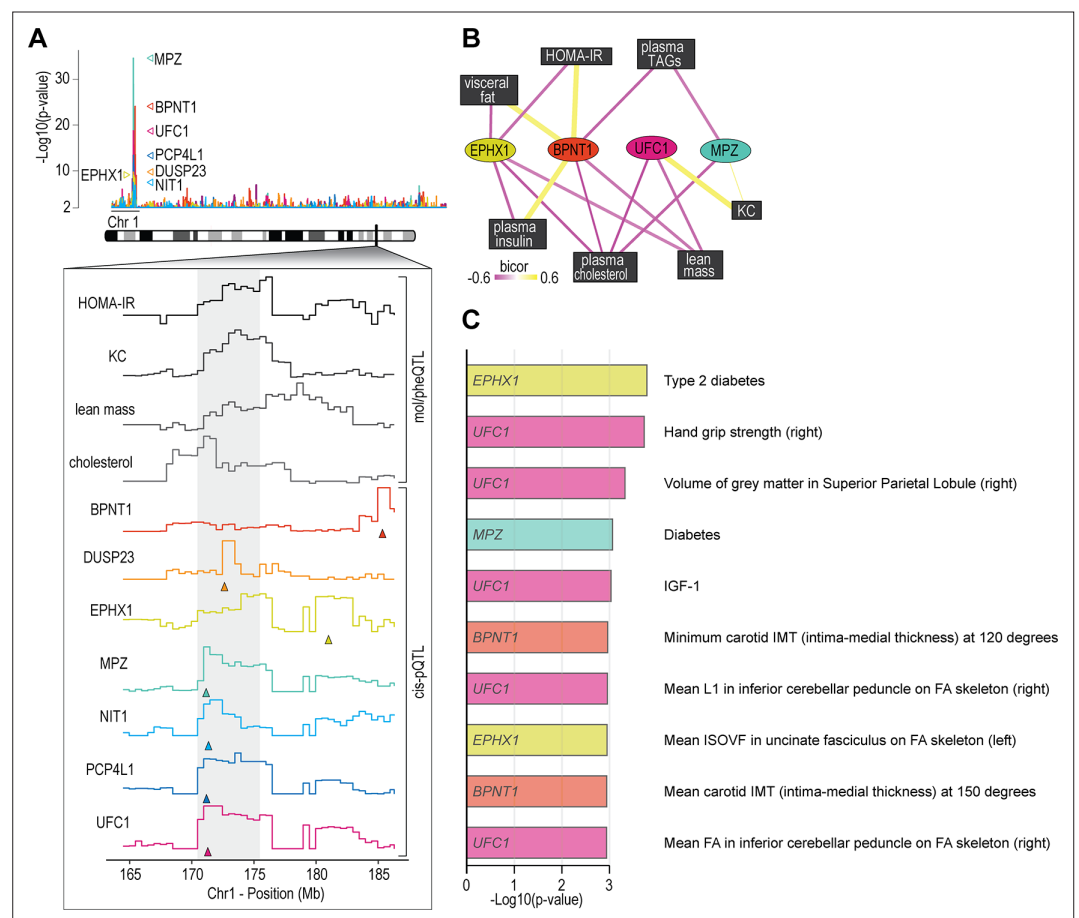 A
-Log10(p-value)
30
20
10
2
MPZ
BPNT1
UFC1
PCP4L1
EPHX1
DUSP23
NIT1
Chr 1
HOMA-IR
KC
lean mass
cholesterol
mol/pheQTL
BPNT1
DUSP23
EPHX1
MPZ
NIT1
PCP4L1
UFC1
cis-pQTL
165 170 175 180 185
Chr1 - Position (Mb)
B
HOMA-IR
plasma
TAGs
visceral
fat
EPHX1
BPNT1
UFC1
MPZ
KC
plasma
insulin
plasma
cholesterol
lean
mass
bicor
-0.6 0.6
C
EPHX1 Type 2 diabetes
UFC1 Hand grip strength (right)
UFC1 Volume of grey matter in Superior Parietal Lobule (right)
MPZ Diabetes
UFC1 IGF-1
BPNT1 Minimum carotid IMT (intima-medial thickness) at 120 degrees
UFC1 Mean L1 in inferior cerebellar peduncle on FA skeleton (right)
EPHX1 Mean ISOVF in uncinate fasciculus on FA skeleton (left)
BPNT1 Mean carotid IMT (intima-medial thickness) at 150 degrees
UFC1 Mean FA in inferior cerebellar peduncle on FA skeleton (right)
0 1 2 3
-Log10(p-value)